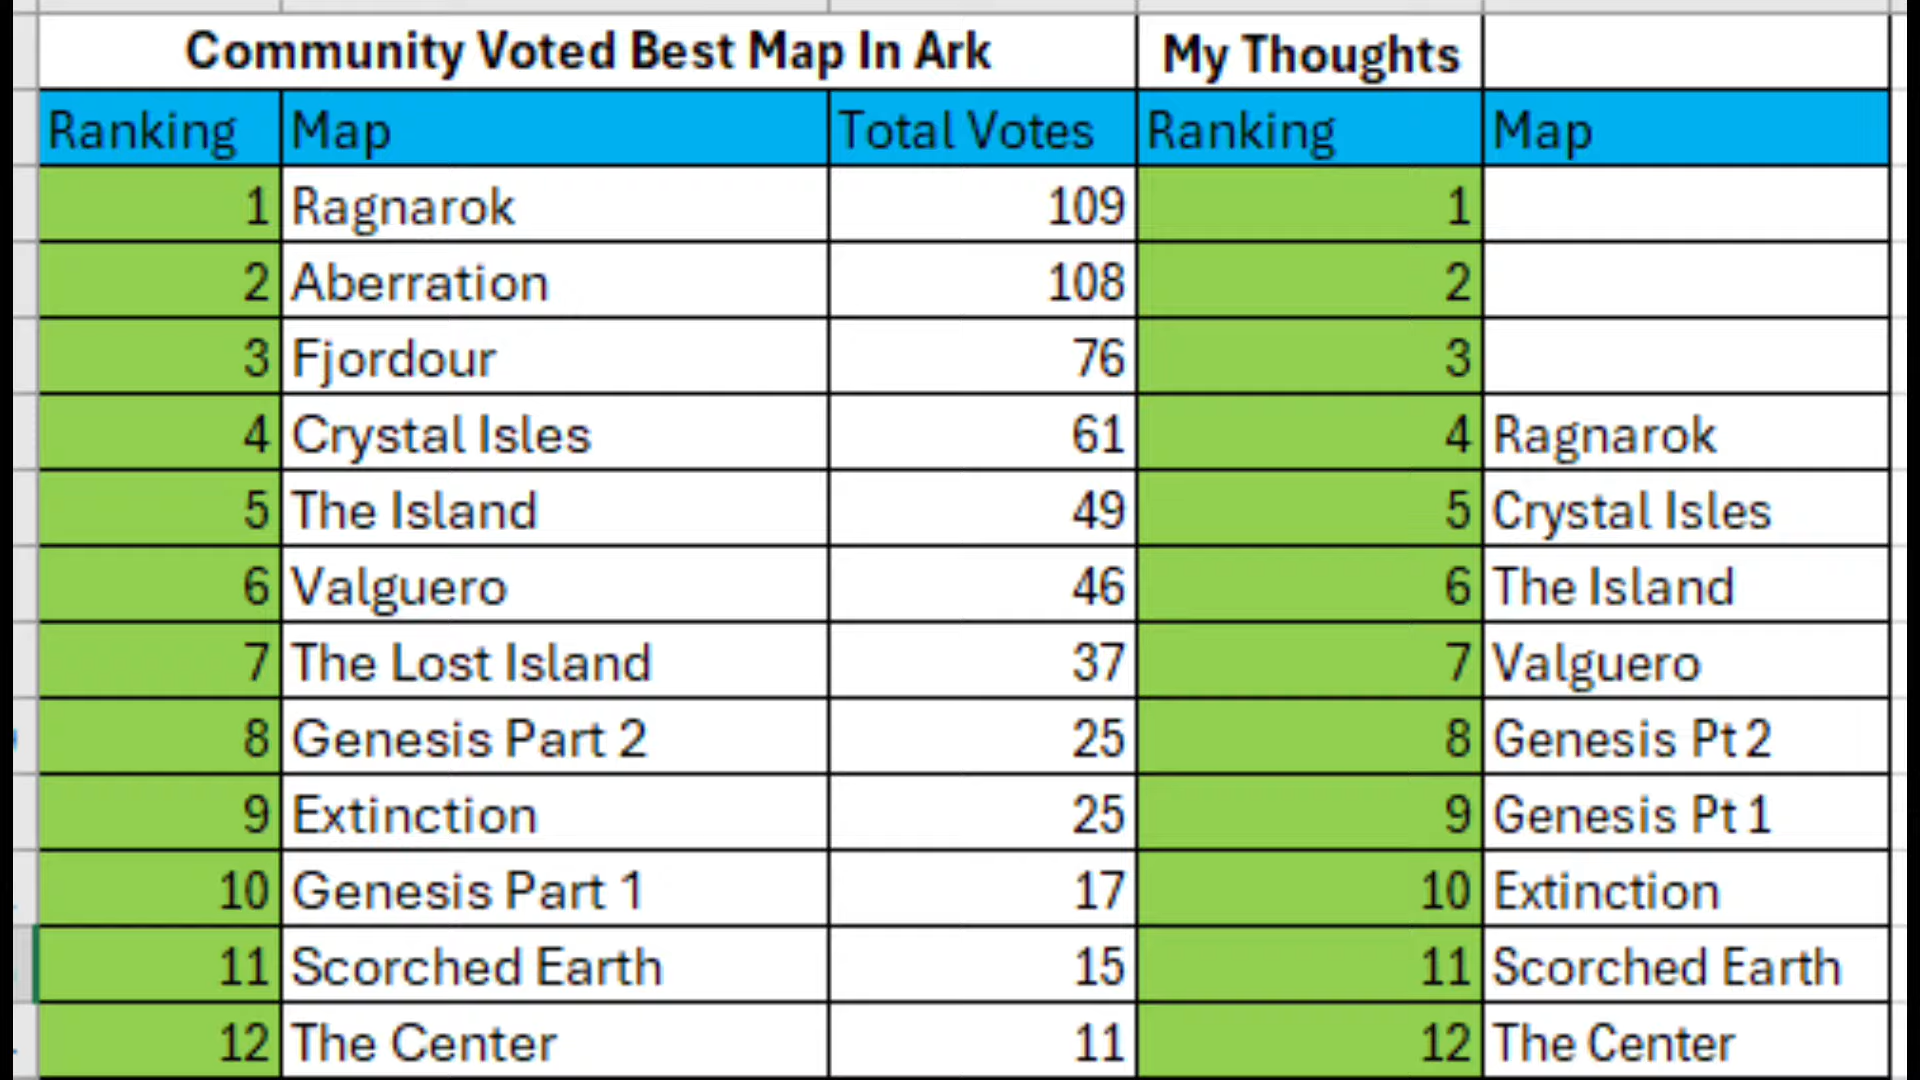 Community Voted Best Map In Ark My Thoughts
Ranking Map Total Votes Ranking Map
1 Ragnarok 109 1
2 Aberration 108 2
3 Fjordour 76 3
4 Crystal Isles 61 4 Ragnarok
5 The Island 49 5 Crystal Isles
6 Valguero 46 6 The Island
7 The Lost Island 37 7 Valguero
8 Genesis Part 2 25 8 Genesis Pt 2
9 Extinction 25 9 Genesis Pt 1
10 Genesis Part 1 17 10 Extinction
11 Scorched Earth 15 11 Scorched Earth
12 The Center 11 12 The Center